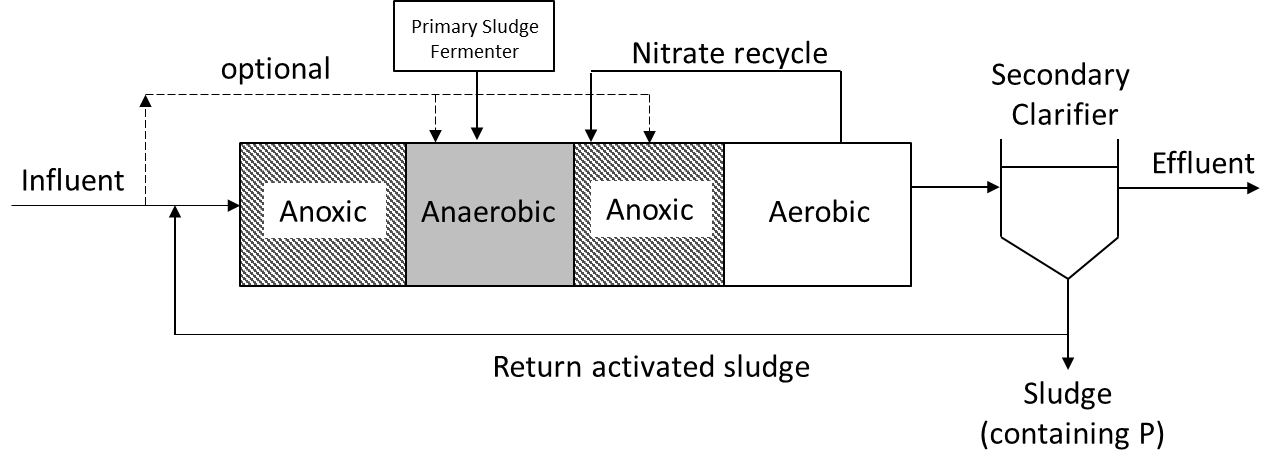 Primary Sludge
Fermenter
optional
Nitrate recycle
Secondary
Clarifier
Influent
Effluent
Anoxic
Anaerobic
Anoxic
Aerobic
Return activated sludge
Sludge
(containing P)